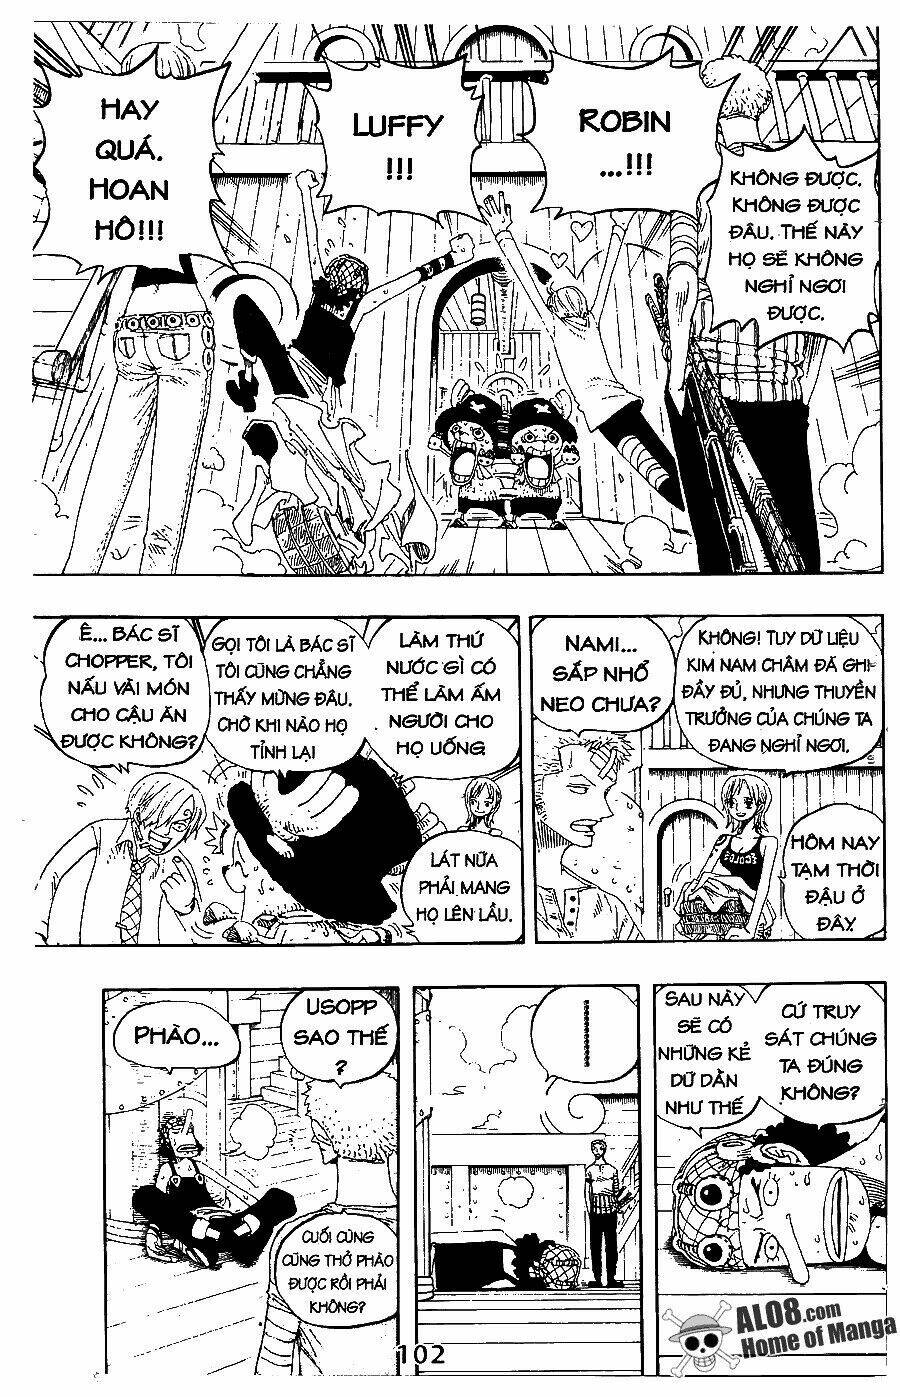 HAY
QUÁ.
HOAN
HÔ!!!
LUFFY
!!!
ROBIN
...!!!
KHÔNG ĐƯỢC.
KHÔNG ĐƯỢC
ĐÂU. THẾ NÀY
HỌ SẼ KHÔNG
NGHỈ NGƠI
ĐƯỢC.
Ê... BÁC SĨ
CHOPPER, TÔI
NẤU VÀI MÓN
CHO CẬU ĂN
ĐƯỢC KHÔNG?
GỌI TÔI LÀ BÁC SĨ
TÔI CŨNG CHẲNG
THẤY MỪNG ĐÂU.
CHỜ KHI NÀO HỌ
TỈNH LẠI
LÀM THỨ
NƯỚC GÌ CÓ
THỂ LÀM ẤM
NGƯỜI CHO
HỌ UỐNG.
LÁT NỮA
PHẢI MANG
HỌ LÊN LẦU.
NAMI...
SẮP NHỔ
NEO CHƯA?
KHÔNG! TUY DỮ LIỆU
KIM NAM CHÂM ĐÃ GHI
ĐẦY ĐỦ, NHƯNG THUYỀN
TRƯỞNG CỦA CHÚNG TA
ĐANG NGHỈ NGƠI.
HÔM NAY
TẠM THỜI
ĐẬU Ở
ĐÂY.
PHÀO...
USOPP
SAO THẾ
?
CUỐI CÙNG
CŨNG THỞ PHÀO
ĐƯỢC RỒI PHẢI
KHÔNG?
SAU NÀY
SẼ CÓ
NHỮNG KẺ
DỮ DẰN
NHƯ THẾ
CỨ TRUY
SÁT CHÚNG
TA ĐÚNG
KHÔNG?
102
AL08.com
Home of Manga